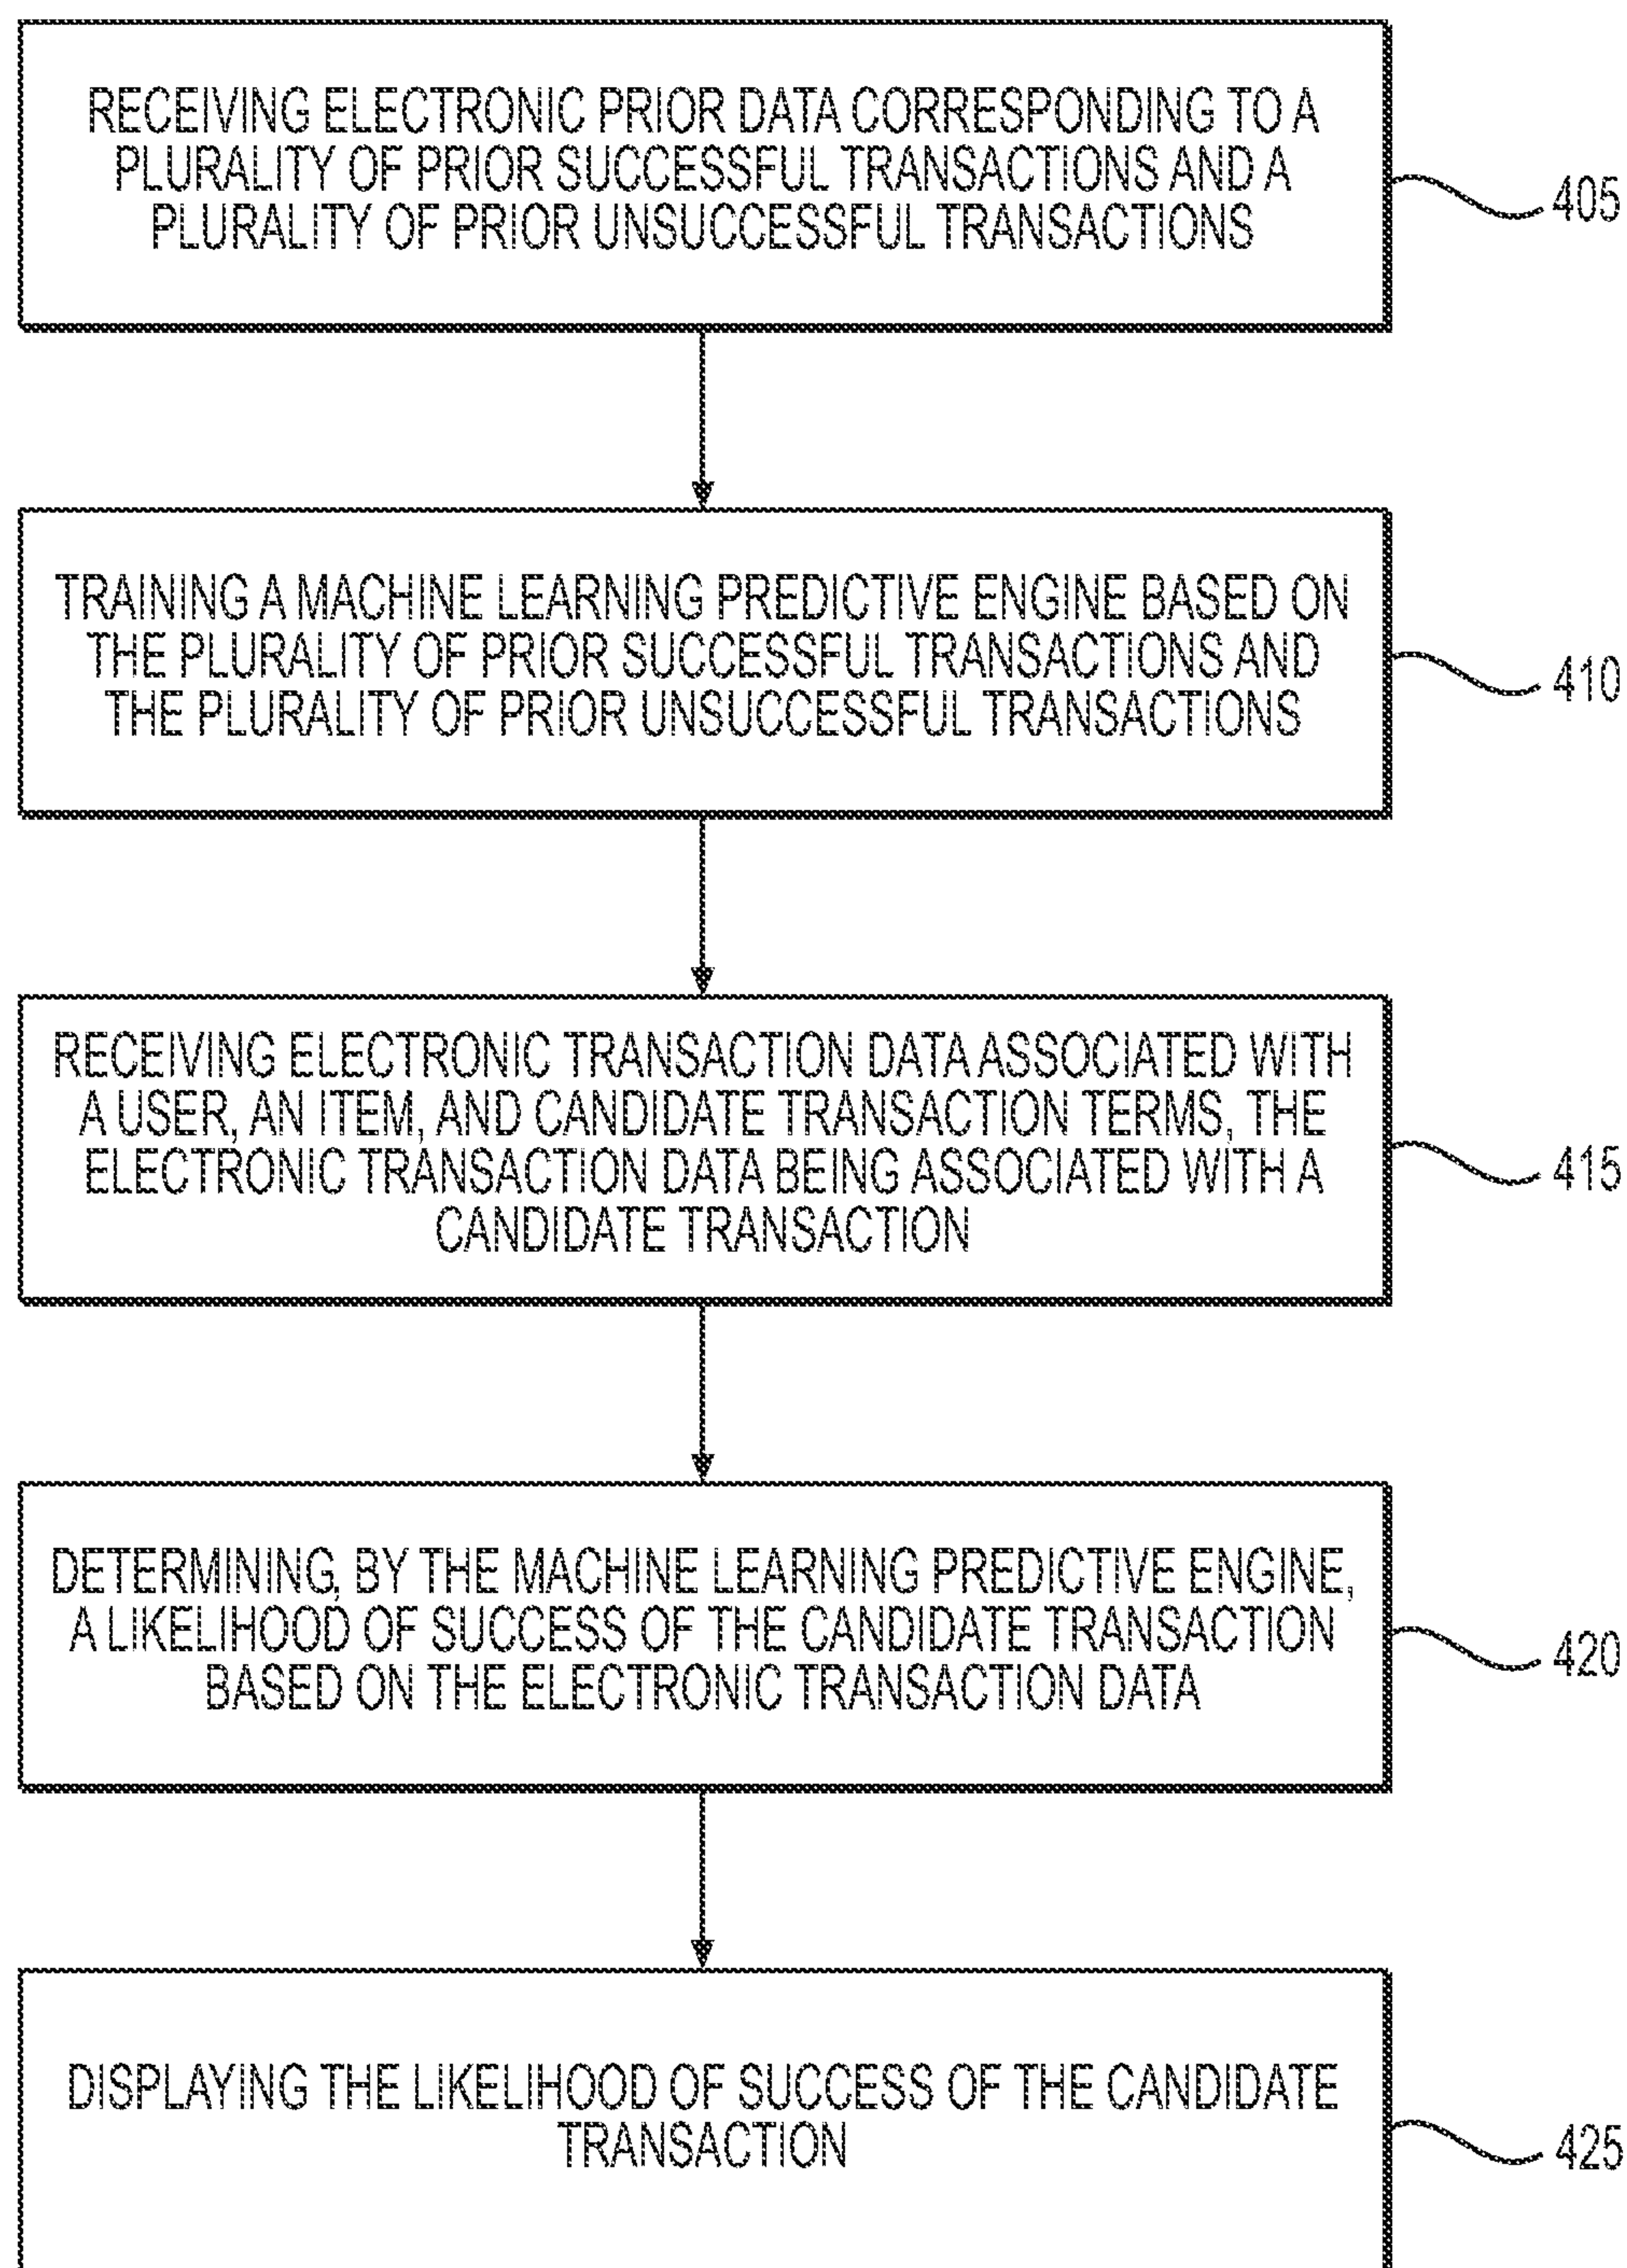 RECEIVING ELECTRONIC PRIOR DATA CORRESPONDING TO A
PLURALITY OF PRIOR SUCCESSFUL TRANSACTIONS AND A
PLURALITY OF PRIOR UNSUCCESSFUL TRANSACTIONS
405
TRAINING A MACHINE LEARNING PREDICTIVE ENGINE BASED ON
THE PLURALITY OF PRIOR SUCCESSFUL TRANSACTIONS AND
THE PLURALITY OF PRIOR UNSUCCESSFUL TRANSACTIONS
410
RECEIVING ELECTRONIC TRANSACTION DATA ASSOCIATED WITH
A USER, AN ITEM, AND CANDIDATE TRANSACTION TERMS, THE
ELECTRONIC TRANSACTION DATA BEING ASSOCIATED WITH A
CANDIDATE TRANSACTION
415
DETERMINING, BY THE MACHINE LEARNING PREDICTIVE ENGINE,
A LIKELIHOOD OF SUCCESS OF THE CANDIDATE TRANSACTION
BASED ON THE ELECTRONIC TRANSACTION DATA
420
DISPLAYING THE LIKELIHOOD OF SUCCESS OF THE CANDIDATE
TRANSACTION
425